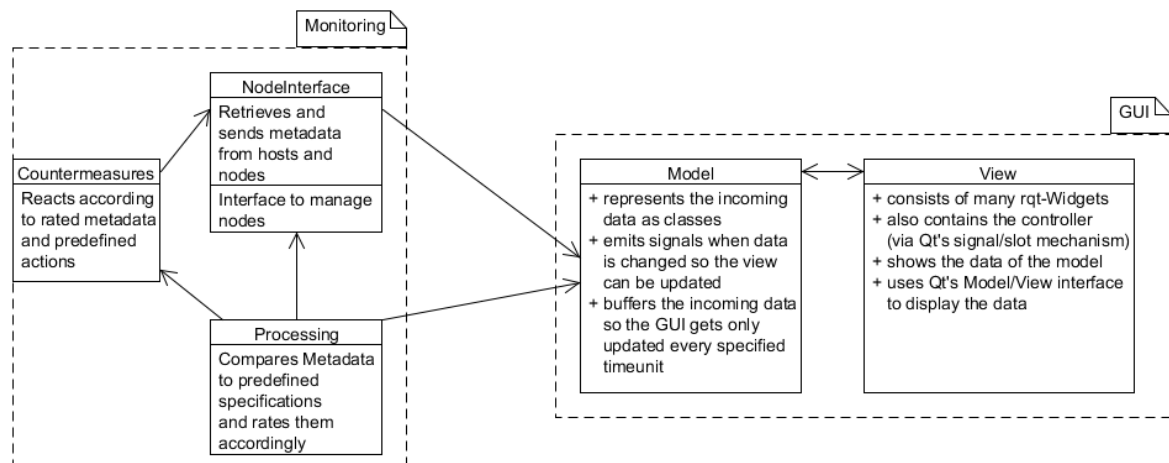 Monitoring
NodeInterface
Retrieves and
sends metadata
from hosts and
nodes
Interface to manage
nodes
Countermeasures
Reacts according
to rated metadata
and predefined
actions
Processing
Compares Metadata
to predefined
specifications
and rates them
accordingly
GUI
Model
+ represents the incoming
data as classes
+ emits signals when data
is changed so the view
can be updated
+ buffers the incoming data
so the GUI gets only
updated every specified
timeunit
View
+ consists of many rqt-Widgets
+ also contains the controller
(via Qt's signal/slot mechanism)
+ shows the data of the model
+ uses Qt's Model/View interface
to display the data